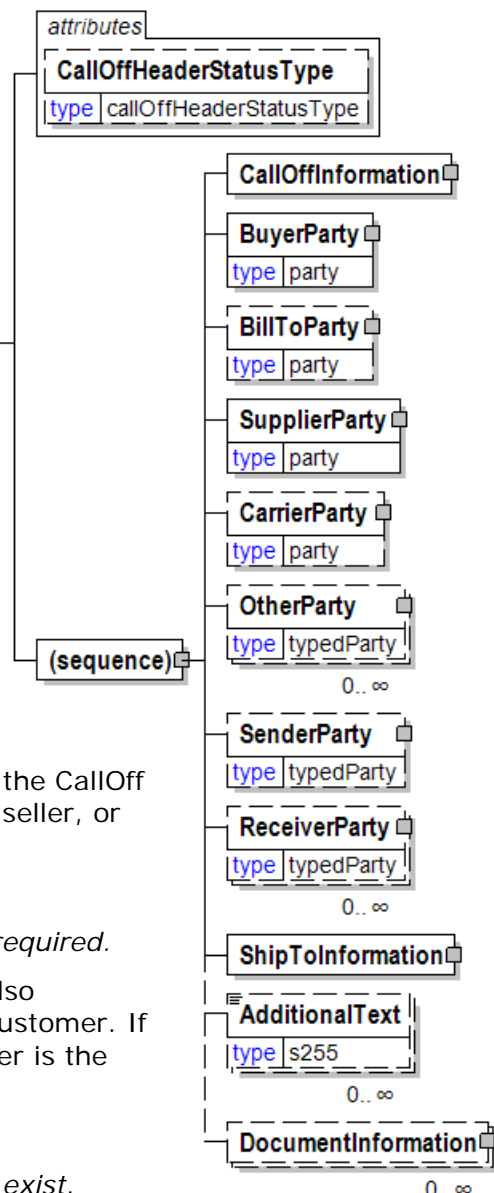 attributes
CallOffHeaderStatusType
type callOffHeaderStatusType
CallOffInformation
BuyerParty
type party
BillToParty
type party
SupplierParty
type party
CarrierParty
type party
OtherParty
type typedParty
0.. ∞
(sequence)
SenderParty
type typedParty
ReceiverParty
type typedParty
0.. ∞
ShipToInformation
AdditionalText
type s255
0.. ∞
DocumentInformation
0.. ∞
the CallOff
seller, or
required.
lso
ustomer. If
er is the
exist.